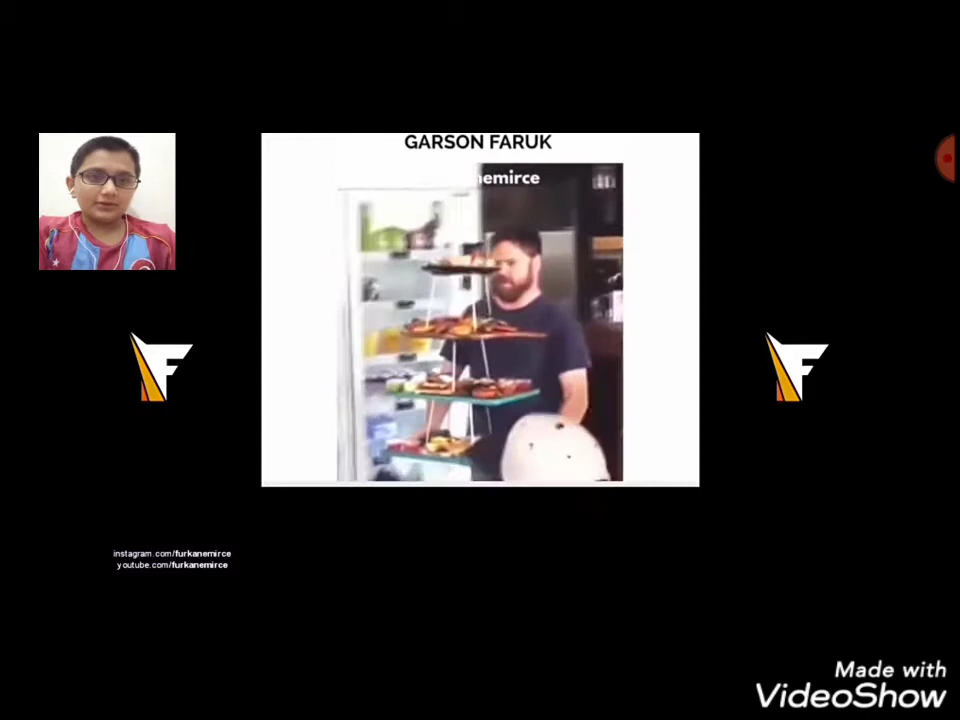 GARSON FARUK
nemirce
F
F
instagram.com/furkanemirce
youtube.com/furkanemirce
Made with
VideoShow